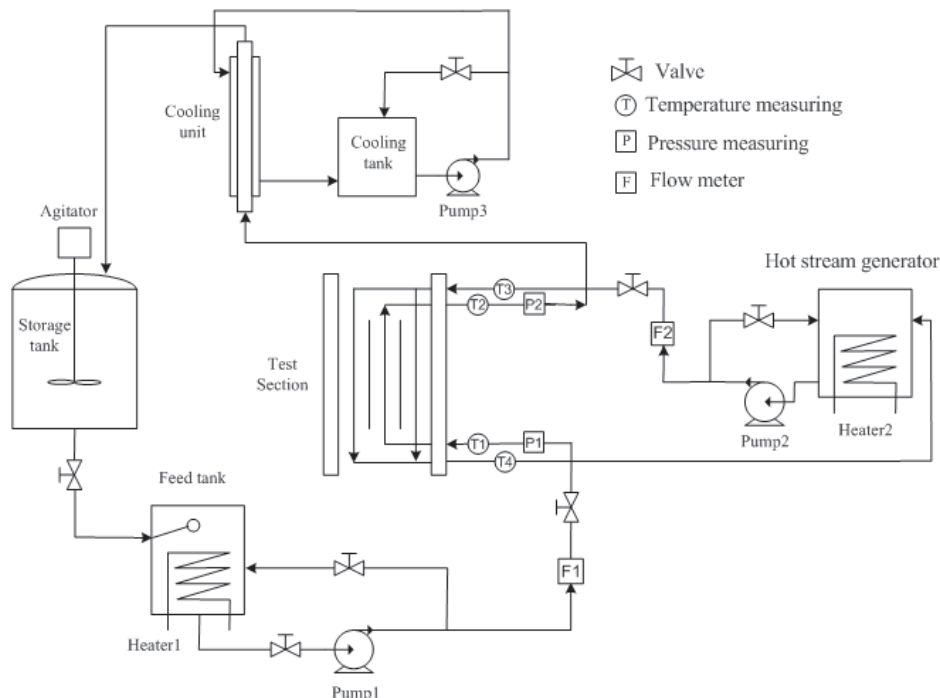 Cooling
unit
Cooling
tank
Pump3
Valve
T
Temperature measuring
P
Pressure measuring
F
Flow meter
Agitator
Storage
tank
Hot stream generator
T3
T2
P2
F2
Test
Section
Pump2
Heater2
T1
P1
T4
Feed tank
F1
Heater1
Pump1